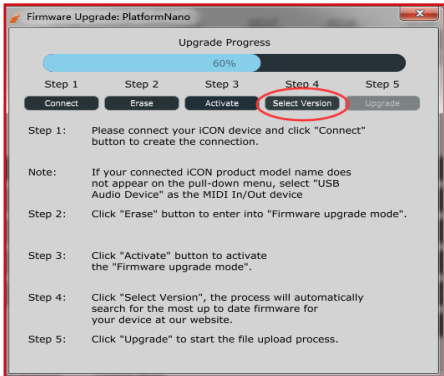 Firmware Upgrade: PlatformNano
Upgrade Progress
60%
Step 1 Step 2 Step 3 Step 4 Step 5
Connect Erase Activate Select Version Upgrade
Step 1: Please connect your iCON device and click "Connect"
button to create the connection.
Note: If your connected iCON product model name does
not appear on the pull-down menu, select "USB
Audio Device" as the MIDI In/Out device
Step 2: Click "Erase" button to enter into "Firmware upgrade mode".
Step 3: Click "Activate" button to activate
the "Firmware upgrade mode".
Step 4: Click "Select Version", the process will automatically
search for the most up to date firmware for
your device at our website.
Step 5: Click "Upgrade" to start the file upload process.